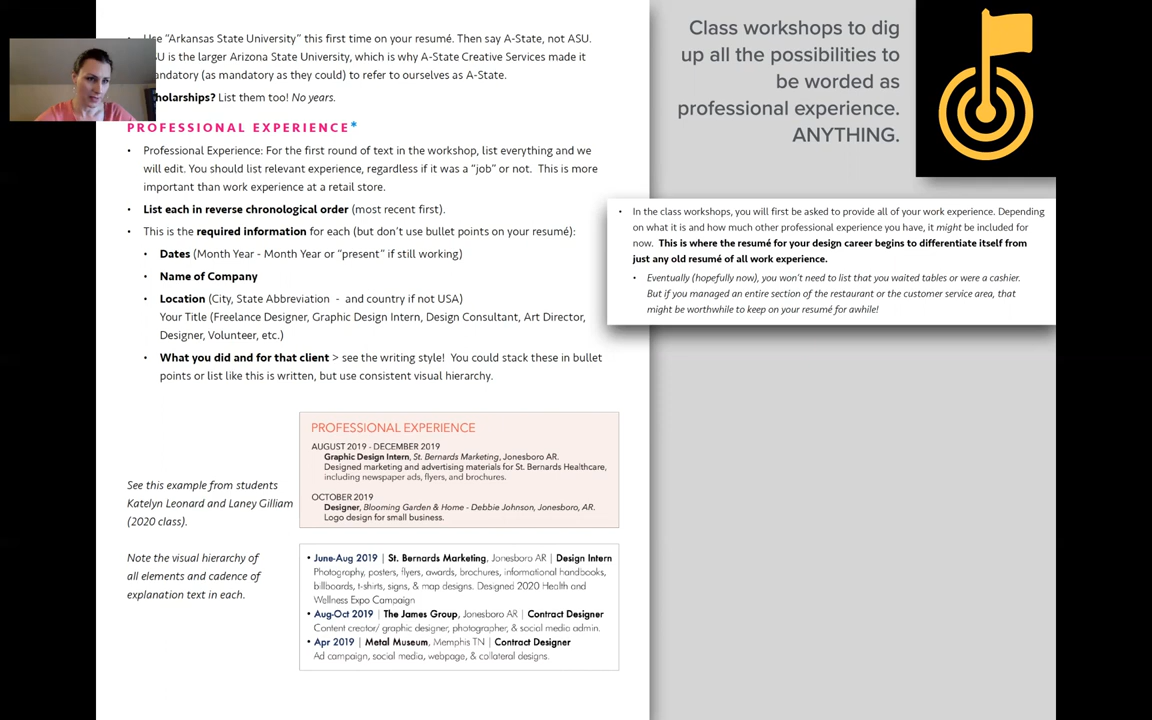 Use “Arkansas State University” this first time on your resumé. Then say A-State, not ASU.
U is the larger Arizona State University, which is why A-State Creative Services made it
andatory (as mandatory as they could) to refer to ourselves as A-State.
holarships? List them too! No years.
PROFESSIONAL EXPERIENCE*
• Professional Experience: For the first round of text in the workshop, list everything and we
will edit. You should list relevant experience, regardless if it was a “job” or not. This is more
important than work experience at a retail store.
• List each in reverse chronological order (most recent first).
• This is the required information for each (but don’t use bullet points on your resumé):
• Dates (Month Year - Month Year or “present” if still working)
• Name of Company
• Location (City, State Abbreviation - and country if not USA)
Your Title (Freelance Designer, Graphic Design Intern, Design Consultant, Art Director,
Designer, Volunteer, etc.)
• What you did and for that client > see the writing style! You could stack these in bullet
points or list like this is written, but use consistent visual hierarchy.
See this example from students
Katelyn Leonard and Laney Gilliam
(2020 class).
Note the visual hierarchy of
all elements and cadence of
explanation text in each.
PROFESSIONAL EXPERIENCE
AUGUST 2019 - DECEMBER 2019
Graphic Design Intern, St. Bernards Marketing, Jonesboro AR.
Designed marketing and advertising materials for St. Bernards Healthcare,
including newspaper ads, flyers, and brochures.
OCTOBER 2019
Designer, Blooming Garden & Home - Debbie Johnson, Jonesboro, AR.
Logo design for small business.
• June-Aug 2019 | St. Bernards Marketing, Jonesboro AR | Design Intern
Photography, posters, flyers, awards, brochures, informational handbooks,
billboards, t-shirts, signs, & map designs. Designed 2020 Health and
Wellness Expo Campaign
• Aug-Oct 2019 | The James Group, Jonesboro AR | Contract Designer
Content creator/ graphic designer, photographer, & social media admin.
• Apr 2019 | Metal Museum, Memphis TN | Contract Designer
Ad campaign, social media, webpage, & collateral designs.
Class workshops to dig
up all the possibilities to
be worded as
professional experience.
ANYTHING.
• In the class workshops, you will first be asked to provide all of your work experience. Depending
on what it is and how much other professional experience you have, it might be included for
now. This is where the resumé for your design career begins to differentiate itself from
just any old resumé of all work experience.
• Eventually (hopefully now), you won’t need to list that you waited tables or were a cashier.
But if you managed an entire section of the restaurant or the customer service area, that
might be worthwhile to keep on your resumé for awhile!